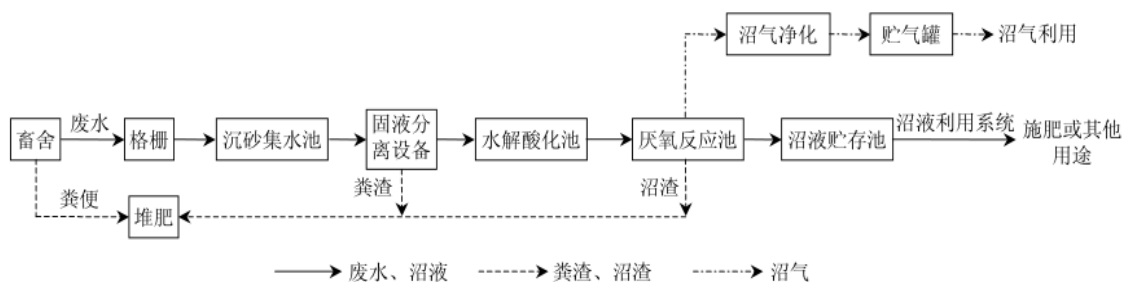 沼气净化
贮气罐
沼气利用
畜舍
废水
格栅
沉砂集水池
固液分
离设备
水解酸化池
厌氧反应池
沼液贮存池
沼液利用系统
施肥或其他
用途
粪便
堆肥
粪渣
沼渣
废水、沼液
粪渣、沼渣
沼气